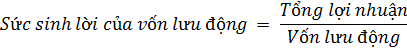 Sức sinh lời của vốn lưu động = Tổng lợi nhuận / Vốn lưu động